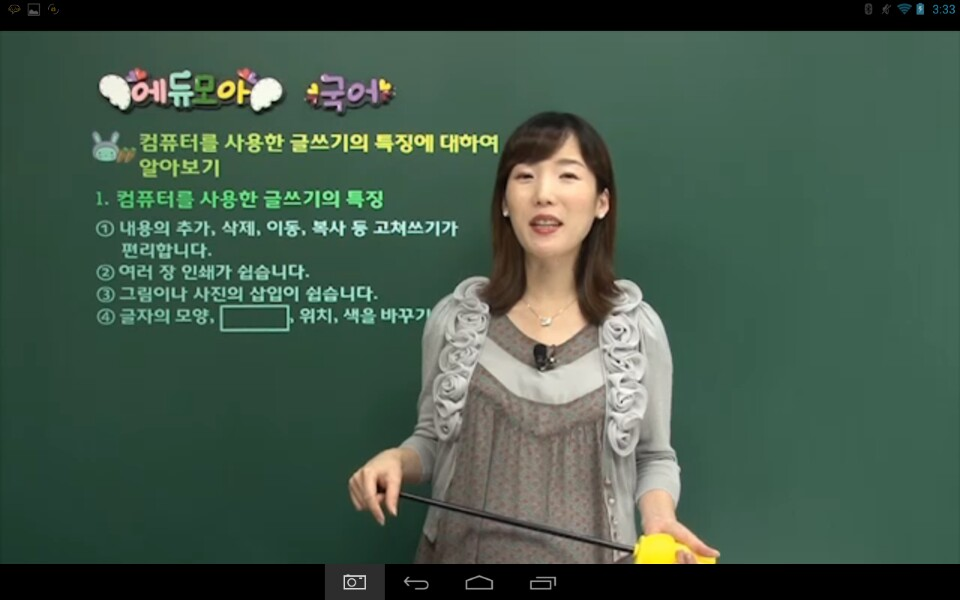 3:33
에듀모아 국어
컴퓨터를 사용한 글쓰기의 특징에 대하여
알아보기
1. 컴퓨터를 사용한 글쓰기의 특징
① 내용의 추가, 삭제, 이동, 복사 등 고쳐쓰기가
편리합니다.
② 여러 장 인쇄가 쉽습니다.
③ 그림이나 사진의 삽입이 쉽습니다.
④ 글자의 모양, , 위치, 색을 바꾸기